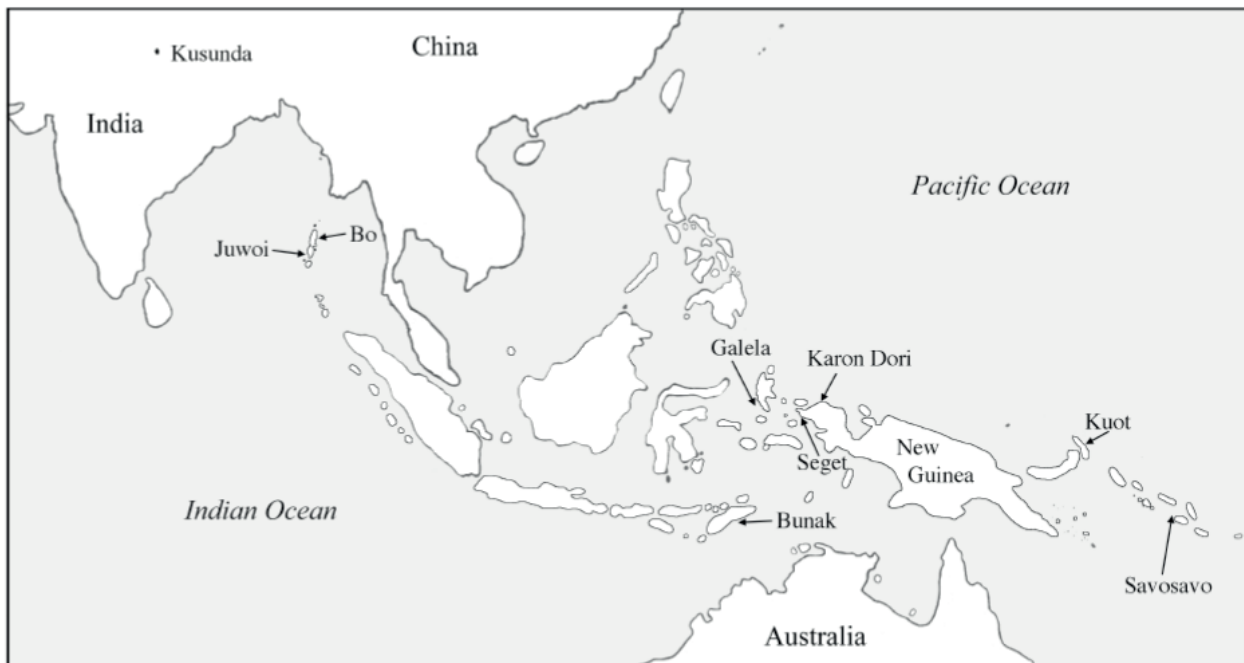 China
Kusunda
India
Pacific Ocean
Bo
Juwoi
Galela
Karon Dori
Kuot
New
Guinea
Seget
Indian Ocean
Bunak
Savosavo
Australia